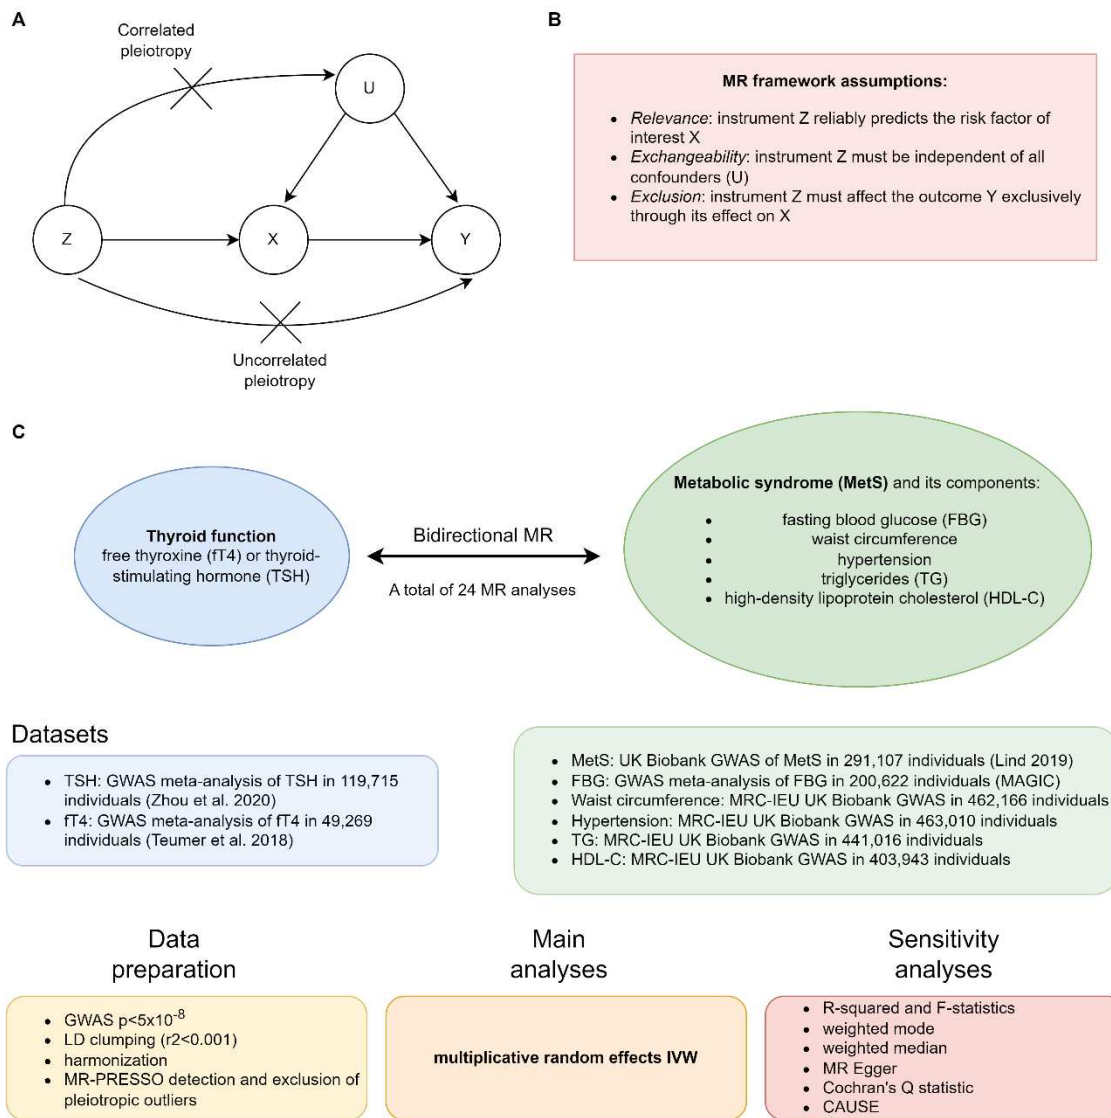 A
Correlated
pleiotropy
U
Z
X
Y
Uncorrelated
pleiotropy
B
MR framework assumptions:
• Relevance: instrument Z reliably predicts the risk factor of
interest X
• Exchangeability: instrument Z must be independent of all
confounders (U)
• Exclusion: instrument Z must affect the outcome Y exclusively
through its effect on X
C
Thyroid function
free thyroxine (fT4) or thyroid-
stimulating hormone (TSH)
Bidirectional MR
A total of 24 MR analyses
Metabolic syndrome (MetS) and its components:
• fasting blood glucose (FBG)
• waist circumference
• hypertension
• triglycerides (TG)
• high-density lipoprotein cholesterol (HDL-C)
Datasets
• TSH: GWAS meta-analysis of TSH in 119,715
individuals (Zhou et al. 2020)
• fT4: GWAS meta-analysis of fT4 in 49,269
individuals (Teumer et al. 2018)
• MetS: UK Biobank GWAS of MetS in 291,107 individuals (Lind 2019)
• FBG: GWAS meta-analysis of FBG in 200,622 individuals (MAGIC)
• Waist circumference: MRC-IEU UK Biobank GWAS in 462,166 individuals
• Hypertension: MRC-IEU UK Biobank GWAS in 463,010 individuals
• TG: MRC-IEU UK Biobank GWAS in 441,016 individuals
• HDL-C: MRC-IEU UK Biobank GWAS in 403,943 individuals
Data
preparation
• GWAS p<5x10⁻⁸
• LD clumping (r2<0.001)
• harmonization
• MR-PRESSO detection and exclusion of
pleiotropic outliers
Main
analyses
multiplicative random effects IVW
Sensitivity
analyses
• R-squared and F-statistics
• weighted mode
• weighted median
• MR Egger
• Cochran's Q statistic
• CAUSE